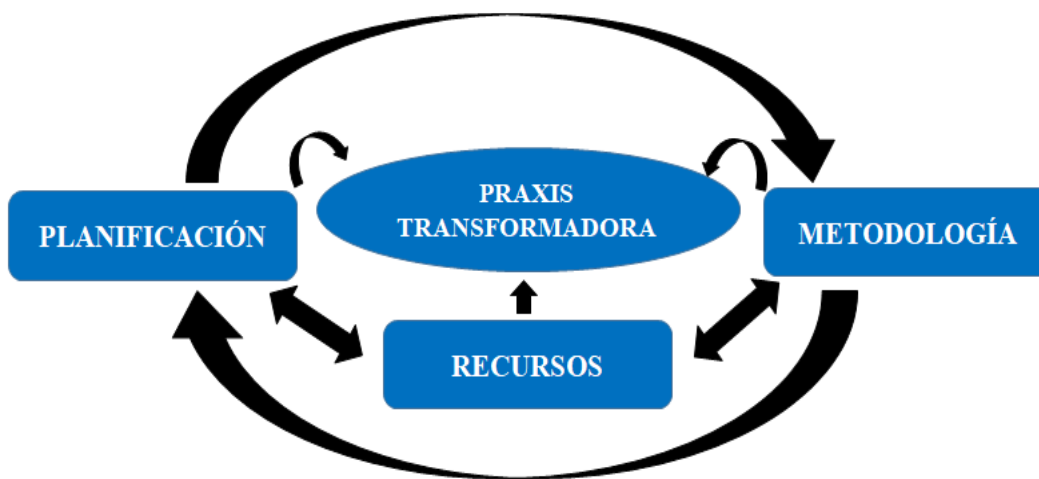 PRAXIS
TRANSFORMADORA
PLANIFICACIÓN
METODOLOGÍA
RECURSOS